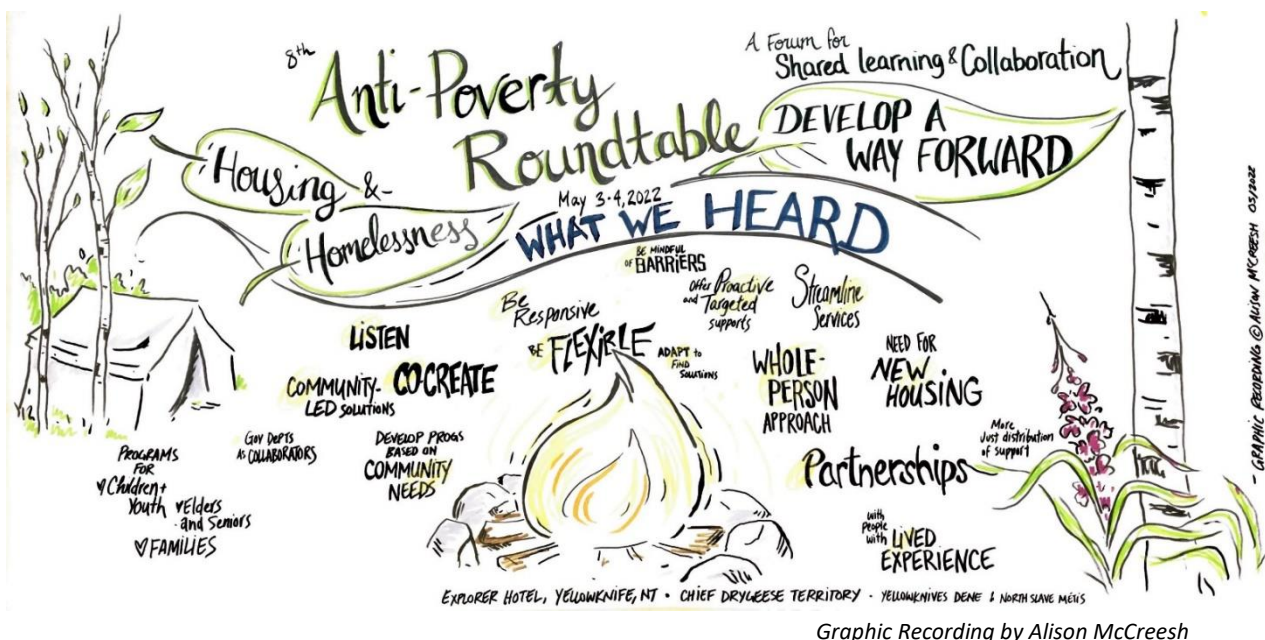 8th
Anti-Poverty
Roundtable
Housing &
Homelessness
A Forum for
Shared learning & Collaboration
DEVELOP A
WAY FORWARD
May 3-4, 2022
WHAT WE HEARD
BE MINDFUL
OF BARRIERS
Offer Proactive
and Targeted
supports
Streamline
Services
Be
Responsive
BE FLEXIBLE
ADAPT to
FIND
SOLUTIONS
LISTEN
CO-CREATE
COMMUNITY-
LED SOLUTIONS
WHOLE-
PERSON
APPROACH
NEED FOR
NEW
HOUSING
GOV DEPTS
AS COLLABORATORS
DEVELOP PROGS
BASED ON
COMMUNITY
NEEDS
PROGRAMS
FOR
♥ Children +
Youth ♥ Elders
and Seniors
♥ FAMILIES
Partnerships
More
Just distribution
of support
with
people
with LIVED
EXPERIENCE
EXPLORER HOTEL, YELLOWKNIFE, NT • CHIEF DRYGEESE TERRITORY - YELLOWKNIVES DENE & NORTH SLAVE MÉTIS
- GRAPHIC RECORDING @ ALISON MCCREESH 05/2022
Graphic Recording by Alison McCreesh